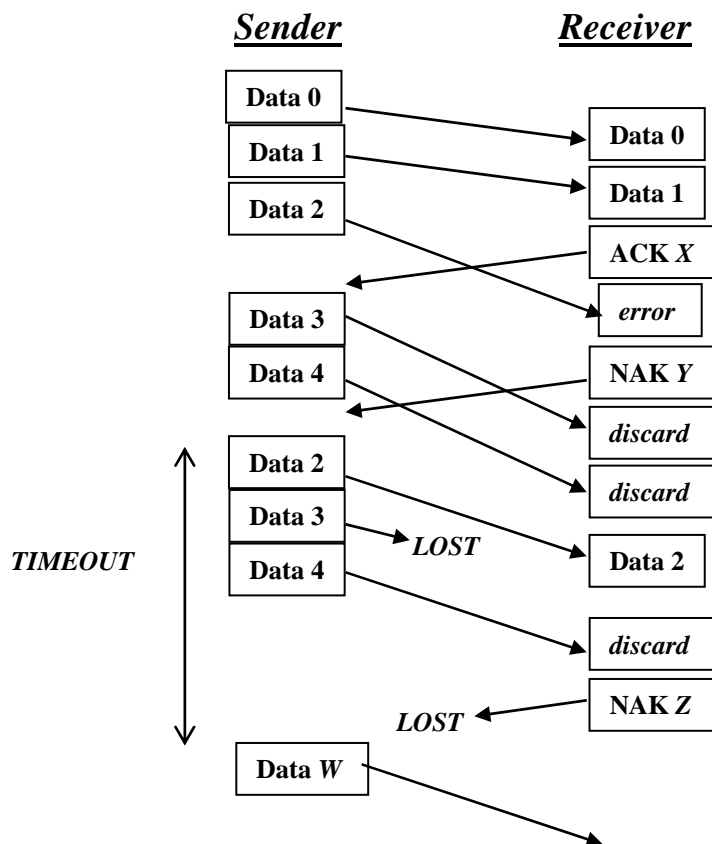 Sender Receiver
Data 0
Data 0
Data 1
Data 1
Data 2
ACK X
error
Data 3
Data 4
NAK Y
discard
Data 2
discard
Data 3
LOST
TIMEOUT
Data 4
Data 2
discard
NAK Z
LOST
Data W